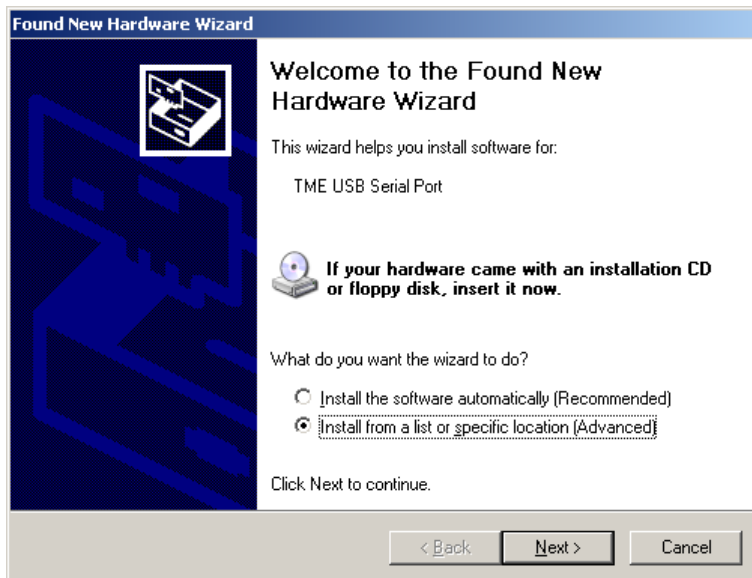 Found New Hardware Wizard
Welcome to the Found New
Hardware Wizard
This wizard helps you install software for:
TME USB Serial Port
If your hardware came with an installation CD
or floppy disk, insert it now.
What do you want the wizard to do?
Install the software automatically (Recommended)
Install from a list or specific location (Advanced)
Click Next to continue.
< Back
Next >
Cancel